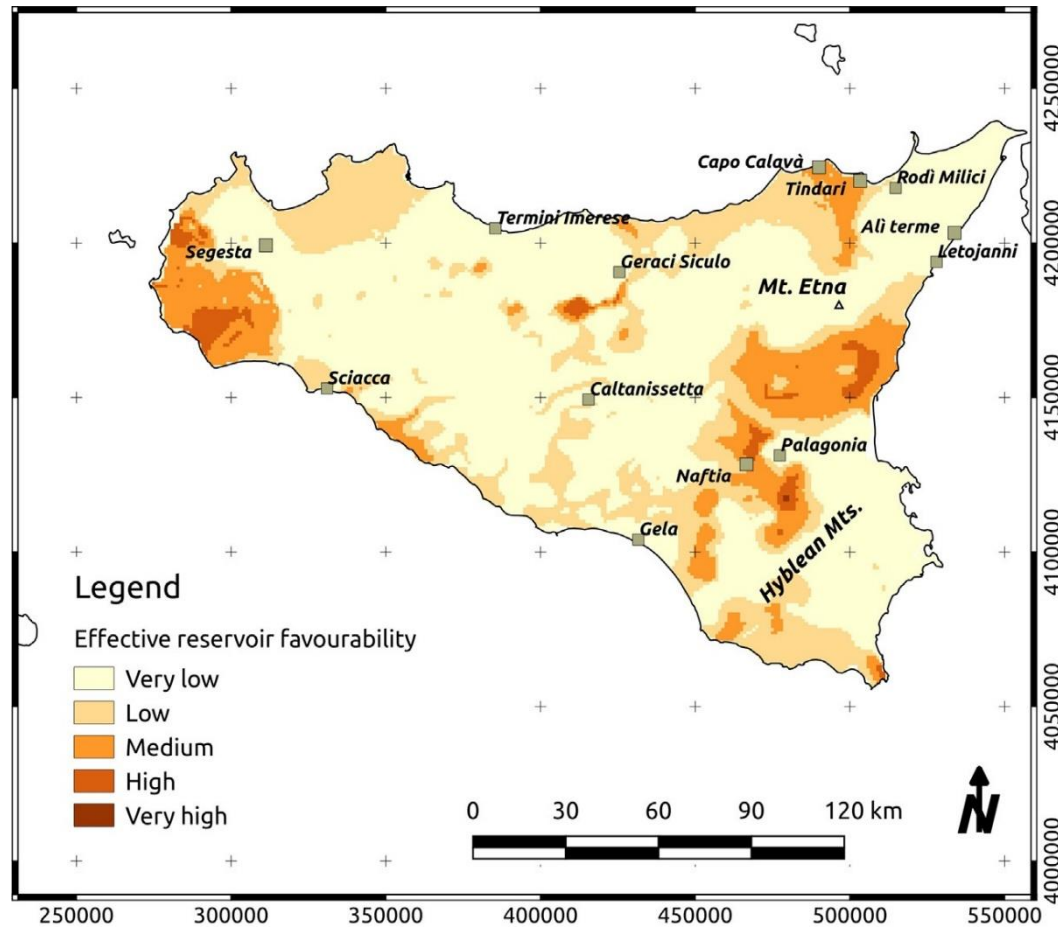 4250000
Capo Calavà
Tindari
Rodì Milici
Termini Imerese
Alì terme
Segesta
Letojanni
4200000
Geraci Siculo
Mt. Etna
Sciacca
Caltanissetta
4150000
Palagonia
Naftia
Gela
Hyblean Mts.
4100000
Legend
Effective reservoir favourability
Very low
Low
Medium
High
Very high
4050000
0 30 60 90 120 km
N
4000000
250000 300000 350000 400000 450000 500000 550000